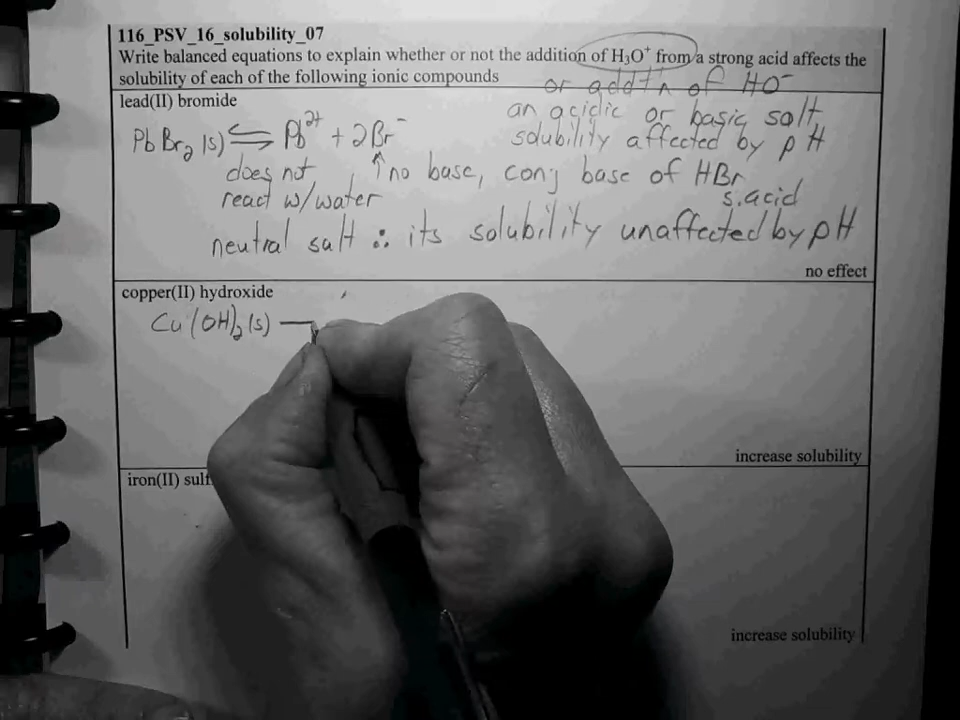 116_PSV_16_solubility_07
Write balanced equations to explain whether or not the addition of H₃O⁺ from a strong acid affects the
solubility of each of the following ionic compounds
or addt'n of HO⁻
lead(II) bromide
an acidic or basic salt
PbBr₂(s) ⇌ Pb²⁺ + 2Br⁻
solubility affected by pH
does not ↑ no base, conj base of HBr
react w/water
s.acid
neutral salt ∴ its solubility unaffected by pH
no effect
copper(II) hydroxide
Cu(OH)₂(s) —
increase solubility
iron(II) sulf
increase solubility